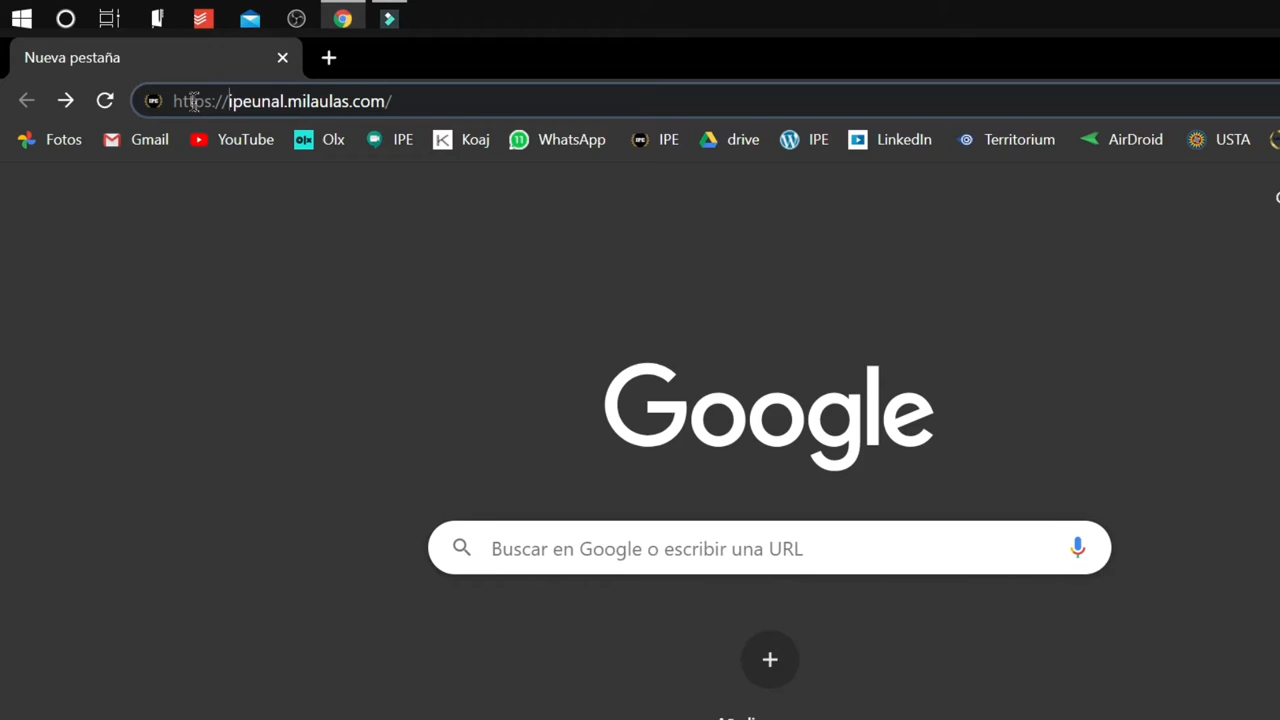 Nueva pestaña
https://ipeunal.milaulas.com/
Fotos Gmail YouTube Olx IPE Koaj WhatsApp IPE drive IPE LinkedIn Territorium AirDroid USTA
Google
Buscar en Google o escribir una URL